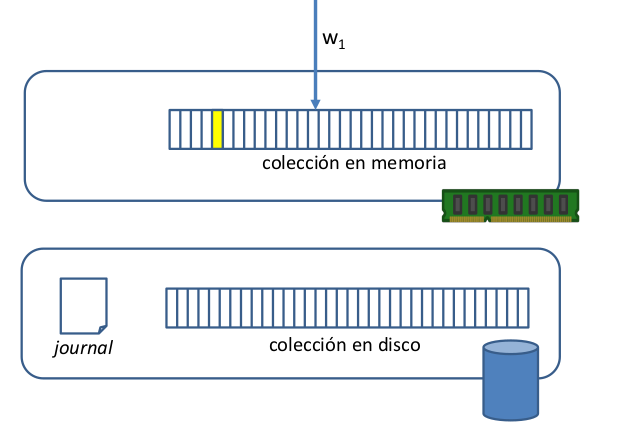 w1
colección en memoria
journal
colección en disco